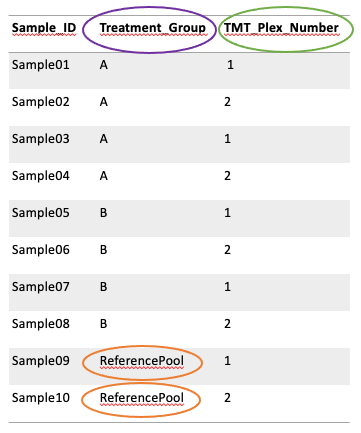 Sample_ID Treatment_Group TMT_Plex_Number
Sample01 A 1
Sample02 A 2
Sample03 A 1
Sample04 A 2
Sample05 B 1
Sample06 B 2
Sample07 B 1
Sample08 B 2
Sample09 ReferencePool 1
Sample10 ReferencePool 2